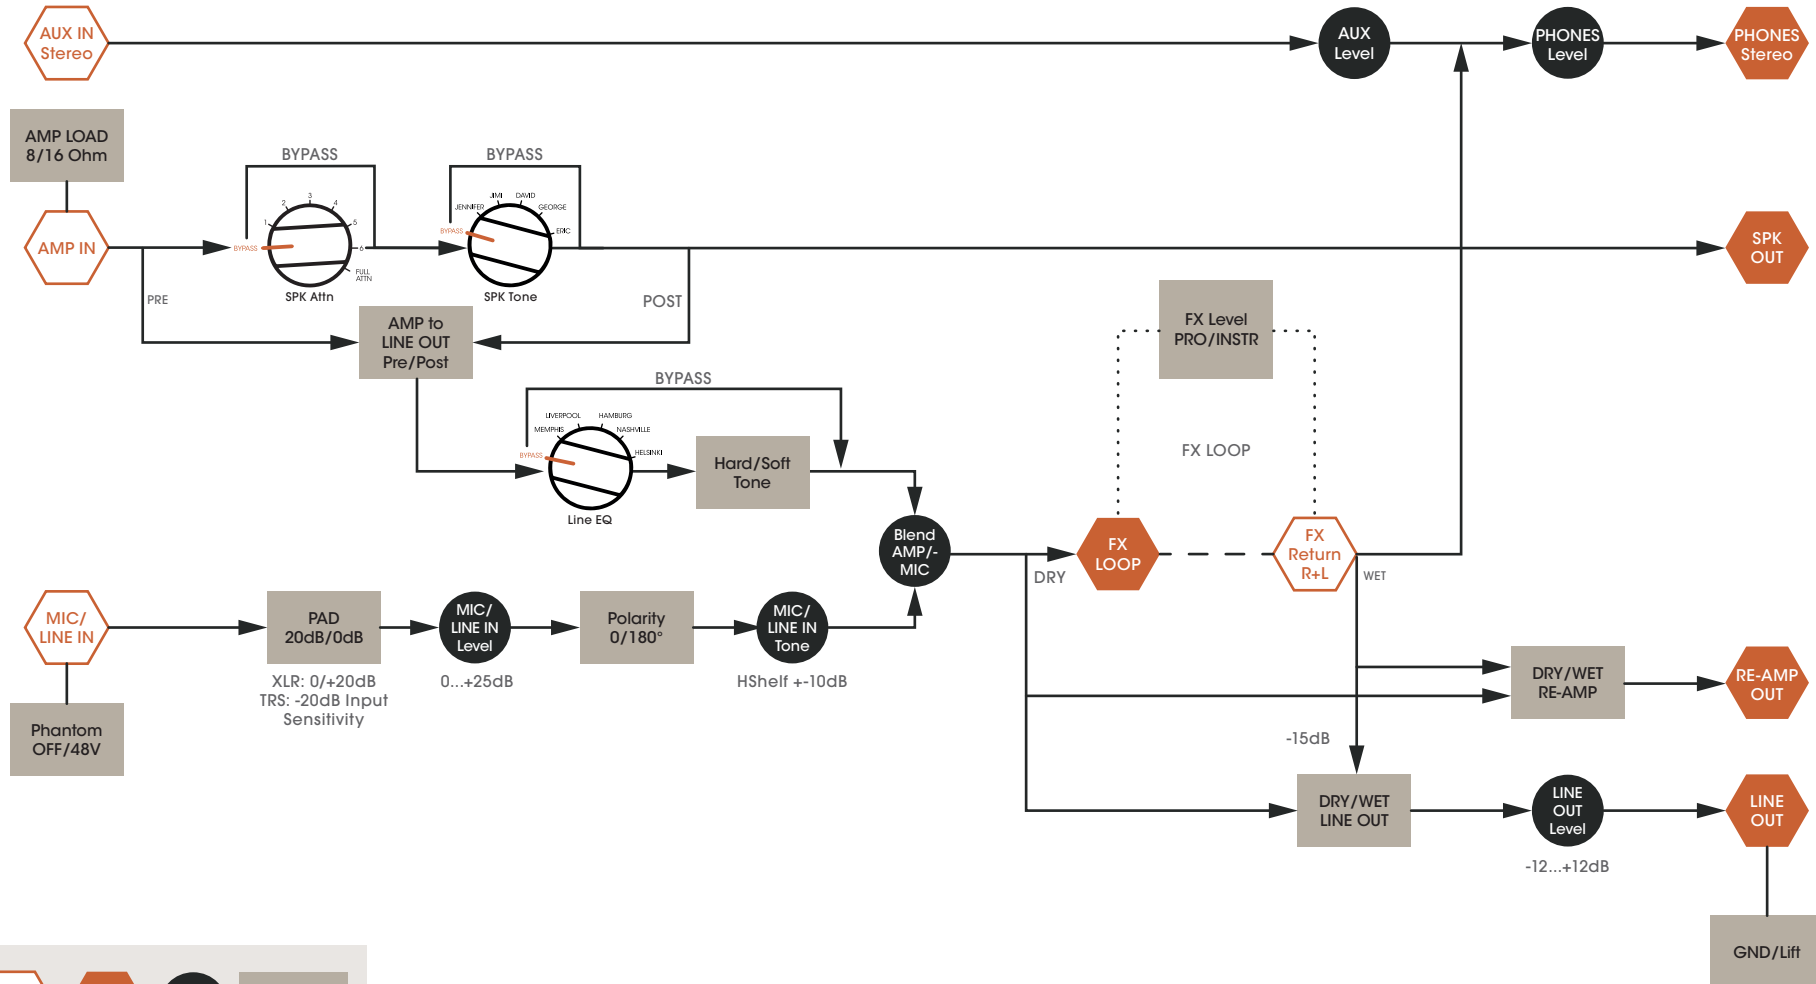 AUX IN
Stereo
AUX
Level
PHONES
Level
PHONES
Stereo
AMP LOAD
8/16 Ohm
AMP IN
BYPASS
BYPASS
1
2
3
4
5
6
FULL
ATTN
SPK Attn
BYPASS
BYPASS
JENNIFER
JIMI
DAVID
GEORGE
ERIC
SPK Tone
SPK
OUT
PRE
POST
AMP to
LINE OUT
Pre/Post
FX Level
PRO/INSTR
FX LOOP
BYPASS
BYPASS
MEMPHIS
LIVERPOOL
HAMBURG
NASHVILLE
HELSINKI
Line EQ
Hard/Soft
Tone
Blend
AMP/-
MIC
DRY
FX
LOOP
FX
Return
R+L
WET
MIC/
LINE IN
PAD
20dB/0dB
XLR: 0/+20dB
TRS: -20dB Input
Sensitivity
MIC/
LINE IN
Level
0...+25dB
Polarity
0/180°
MIC/
LINE IN
Tone
HShelf +-10dB
Phantom
OFF/48V
DRY/WET
RE-AMP
RE-AMP
OUT
-15dB
DRY/WET
LINE OUT
LINE
OUT
Level
-12...+12dB
LINE
OUT
GND/Lift